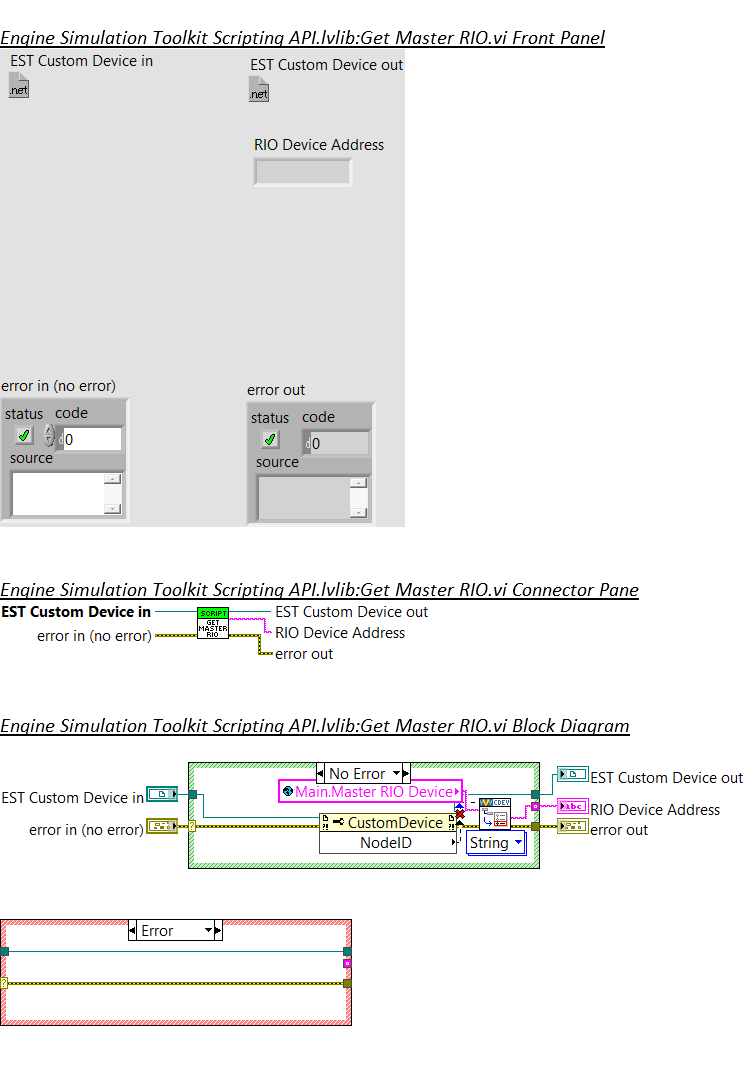 Engine Simulation Toolkit Scripting API.lvlib:Get Master RIO.vi Front Panel
EST Custom Device in
EST Custom Device out
.net
.net
RIO Device Address
error in (no error)
error out
status code
status code
d 0
d 0
source
source
Engine Simulation Toolkit Scripting API.lvlib:Get Master RIO.vi Connector Pane
EST Custom Device in
SCRIPT
GET
MASTER
RIO
EST Custom Device out
error in (no error)
RIO Device Address
error out
Engine Simulation Toolkit Scripting API.lvlib:Get Master RIO.vi Block Diagram
No Error
EST Custom Device out
Main.Master RIO Device
EST Custom Device in
CDEV
abc
RIO Device Address
error in (no error)
?
CustomDevice
error out
NodeID
String
Error
?